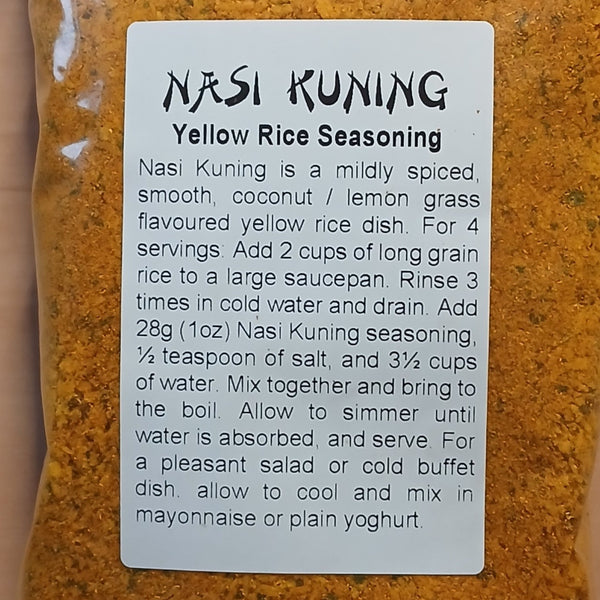 NASI KUNING
Yellow Rice Seasoning
Nasi Kuning is a mildly spiced,
smooth, coconut / lemon grass
flavoured yellow rice dish. For 4
servings: Add 2 cups of long grain
rice to a large saucepan. Rinse 3
times in cold water and drain. Add
28g (1oz) Nasi Kuning seasoning,
½ teaspoon of salt, and 3½ cups
of water. Mix together and bring to
the boil. Allow to simmer until
water is absorbed, and serve. For
a pleasant salad or cold buffet
dish. allow to cool and mix in
mayonnaise or plain yoghurt.